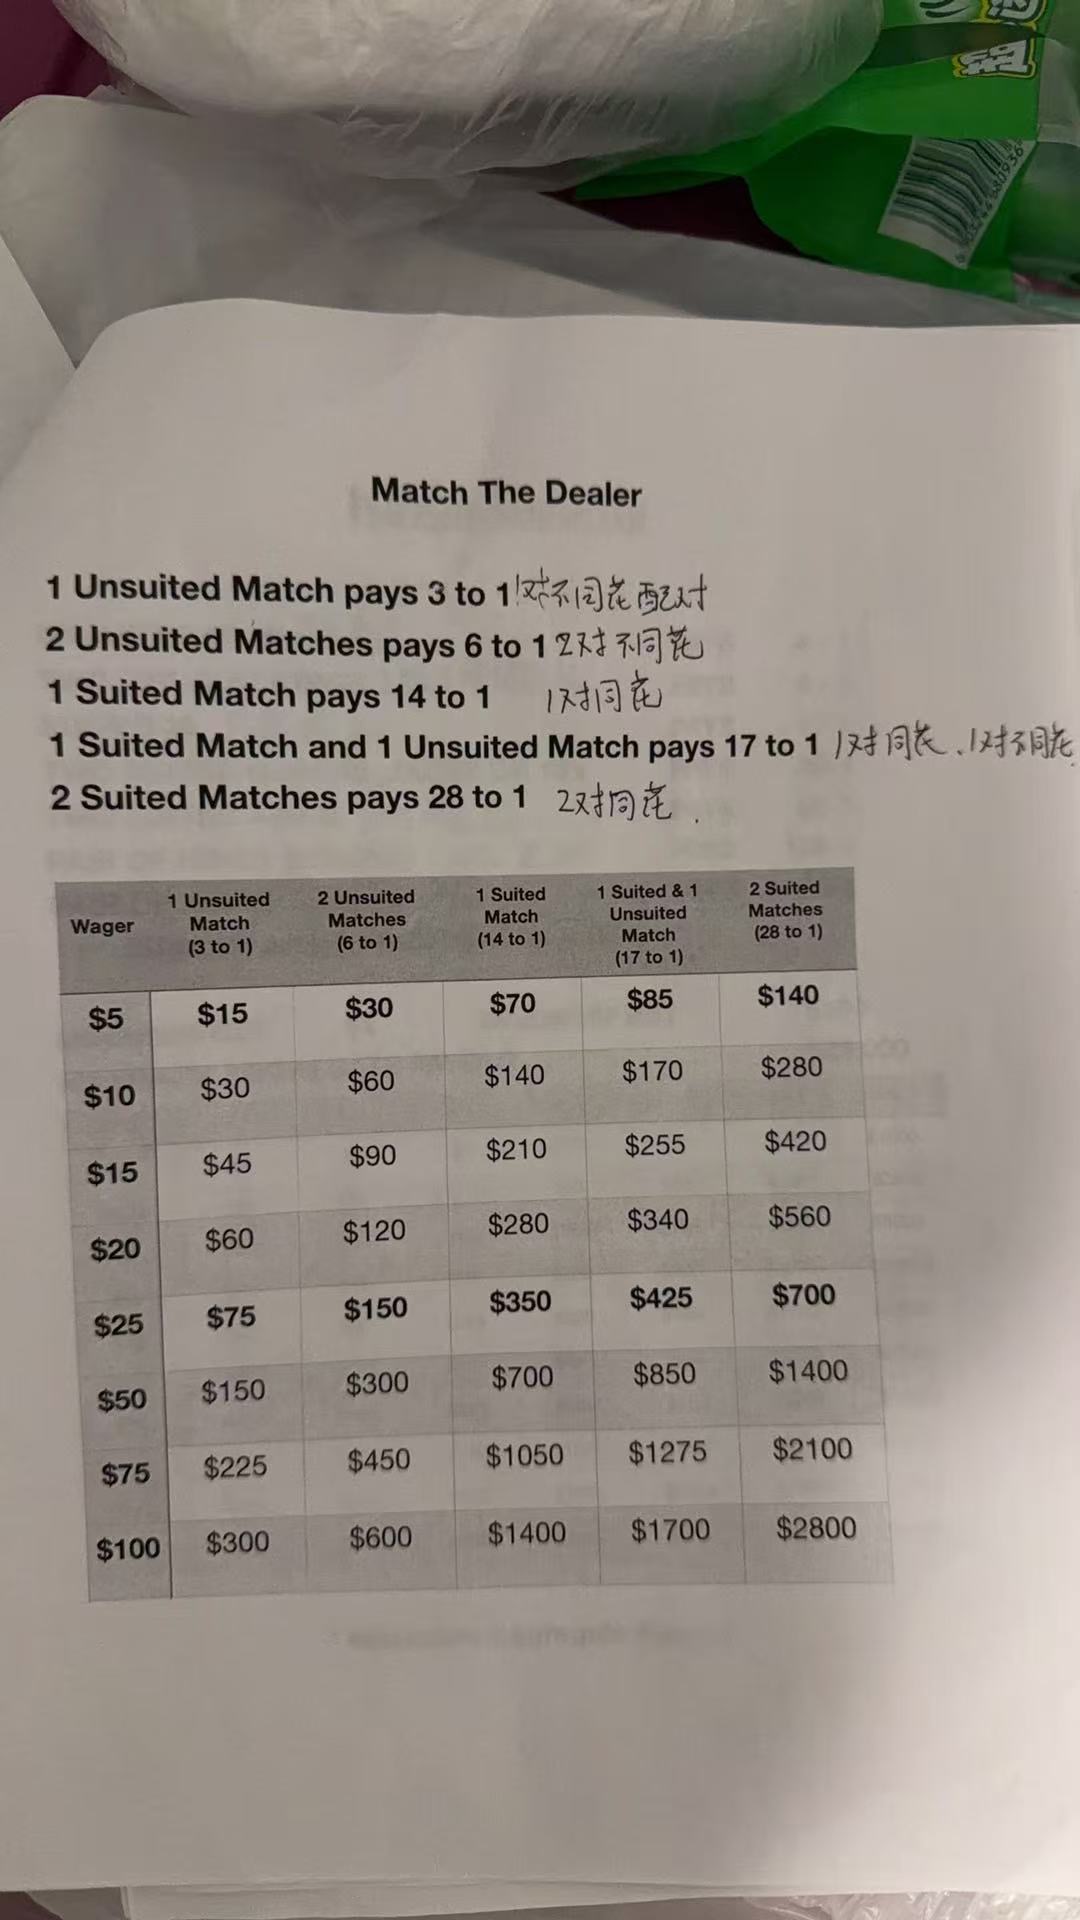 Match The Dealer
1 Unsuited Match pays 3 to 1 1对不同花配对
2 Unsuited Matches pays 6 to 1 2对不同花
1 Suited Match pays 14 to 1 1对同花
1 Suited Match and 1 Unsuited Match pays 17 to 1 1对同花、1对不同花
2 Suited Matches pays 28 to 1 2对同花.
Wager 1 Unsuited Match (3 to 1) 2 Unsuited Matches (6 to 1) 1 Suited Match (14 to 1) 1 Suited & 1 Unsuited Match (17 to 1) 2 Suited Matches (28 to 1)
$5 $15 $30 $70 $85 $140
$10 $30 $60 $140 $170 $280
$15 $45 $90 $210 $255 $420
$20 $60 $120 $280 $340 $560
$25 $75 $150 $350 $425 $700
$50 $150 $300 $700 $850 $1400
$75 $225 $450 $1050 $1275 $2100
$100 $300 $600 $1400 $1700 $2800